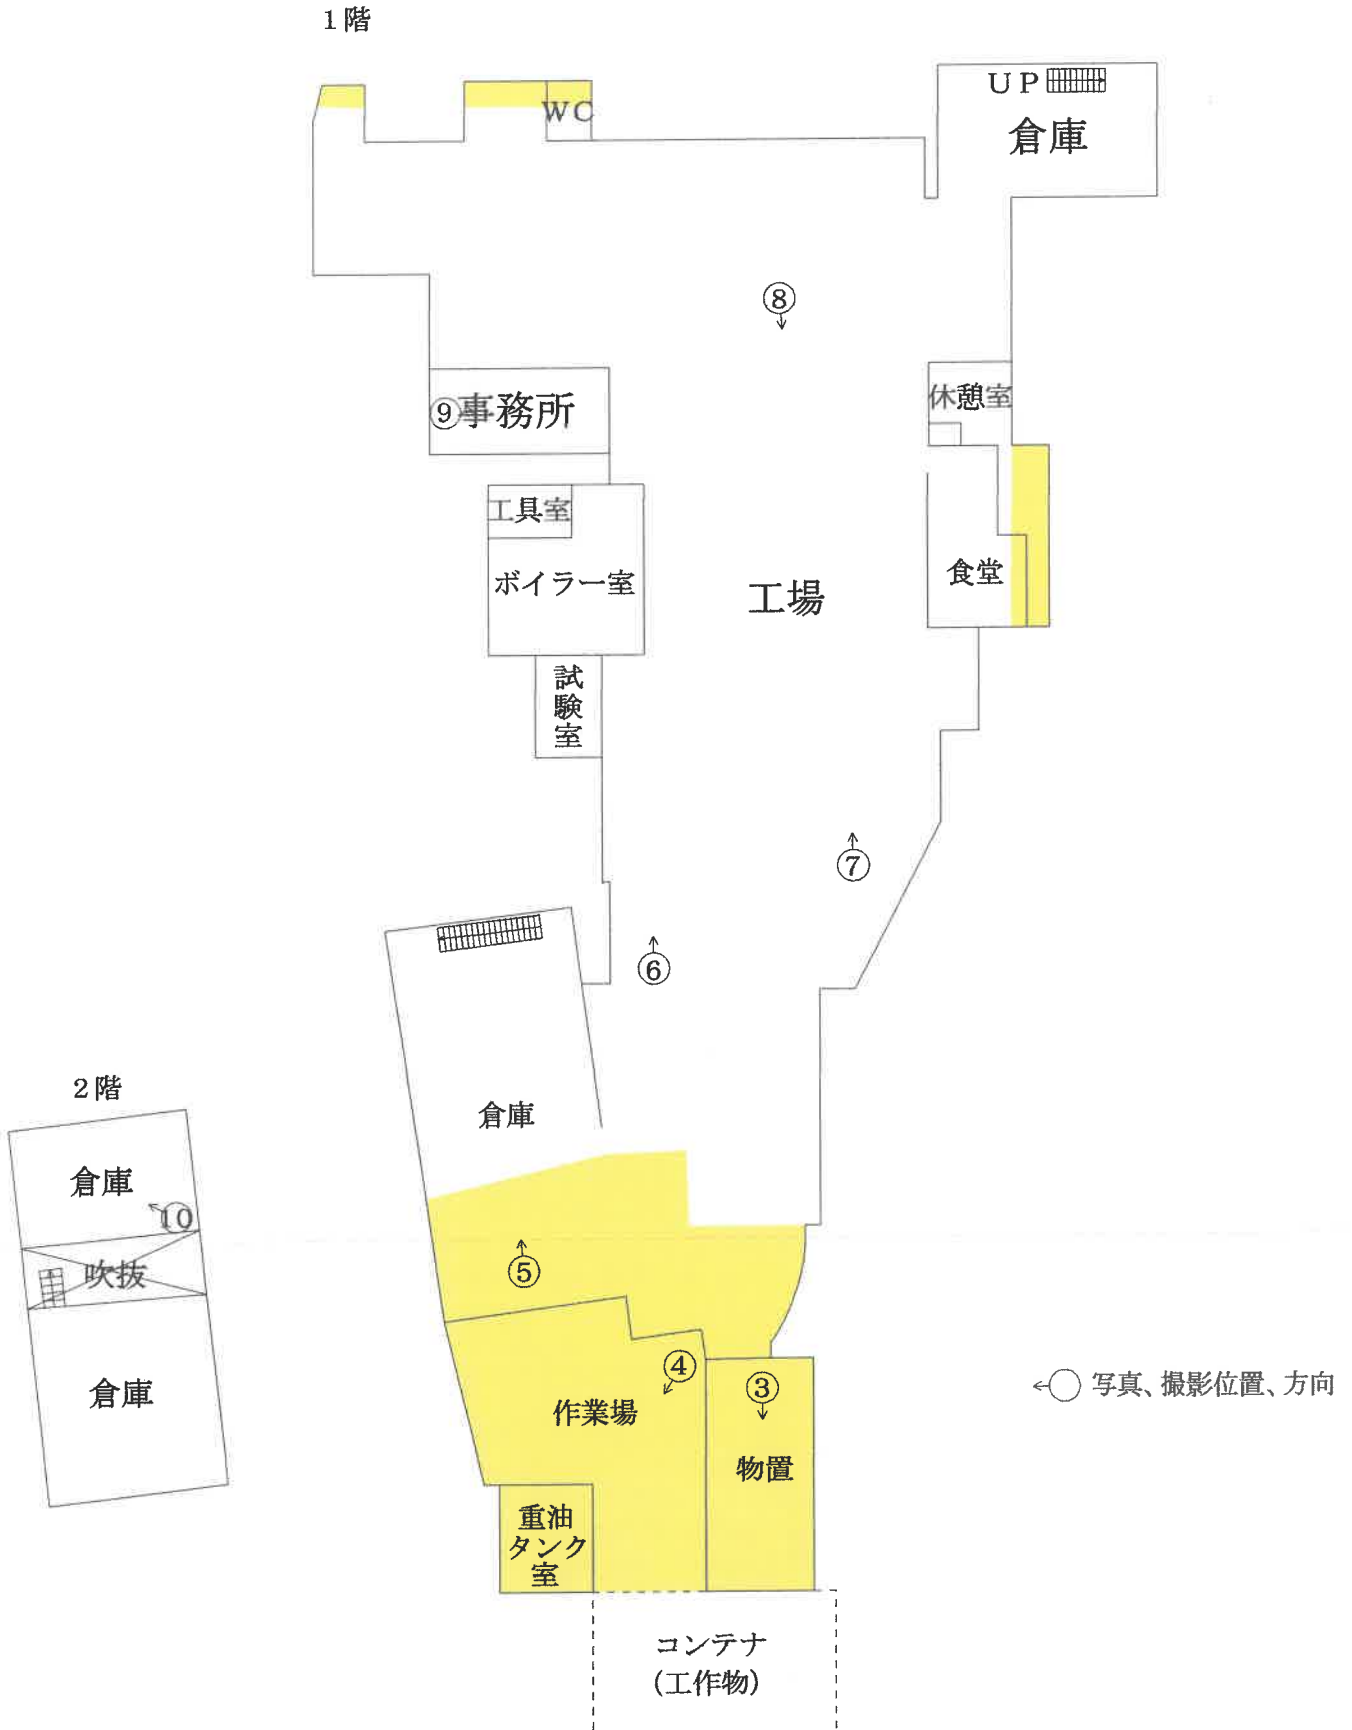 1階
UP
WC
倉庫
⑧
休憩室
⑨事務所
工具室
ボイラー室
食堂
工場
試験室
⑦
⑥
2階
倉庫
倉庫
⑩
吹抜
⑤
倉庫
④
③
←○ 写真、撮影位置、方向
作業場
物置
重油
タンク
室
コンテナ
(工作物)